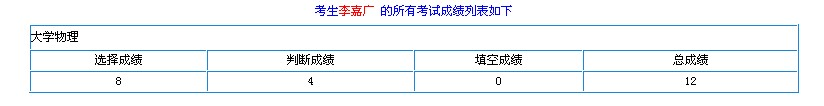 考生李嘉广 的所有考试成绩列表如下
大学物理
选择成绩 判断成绩 填空成绩 总成绩
8 4 0 12